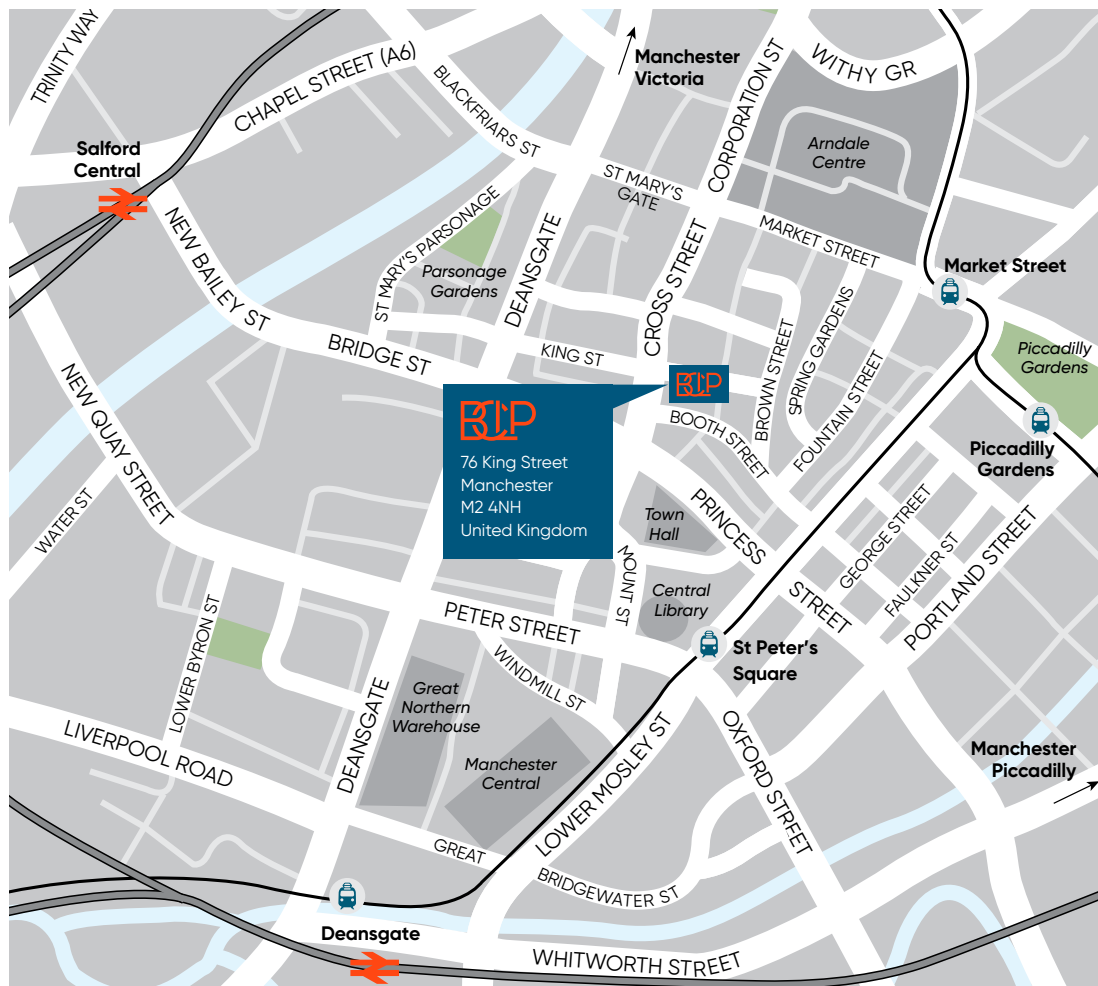 TRINITY WAY
CHAPEL STREET (A6)
Manchester
Victoria
WITHY GR
BLACKFRIARS ST
CORPORATION ST
Arndale
Centre
Salford
Central
ST MARY'S
GATE
MARKET STREET
Market Street
NEW BAILEY ST
ST MARY'S PARSONAGE
Parsonage
Gardens
DEANSGATE
CROSS STREET
BRIDGE ST
KING ST
BROWN STREET
SPRING GARDENS
FOUNTAIN STREET
Piccadilly
Gardens
BCLP
BCLP
76 King Street
Manchester
M2 4NH
United Kingdom
BOOTH STREET
Piccadilly
Gardens
NEW QUAY STREET
WATER ST
Town
Hall
PRINCESS
STREET
GEORGE STREET
FAULKNER ST
PORTLAND STREET
MOUNT ST
Central
Library
PETER STREET
St Peter's
Square
LOWER BYRON ST
WINDMILL ST
Great
Northern
Warehouse
DEANSGATE
LIVERPOOL ROAD
Manchester
Central
LOWER MOSLEY ST
OXFORD STREET
Manchester
Piccadilly
GREAT
BRIDGEWATER ST
Deansgate
WHITWORTH STREET